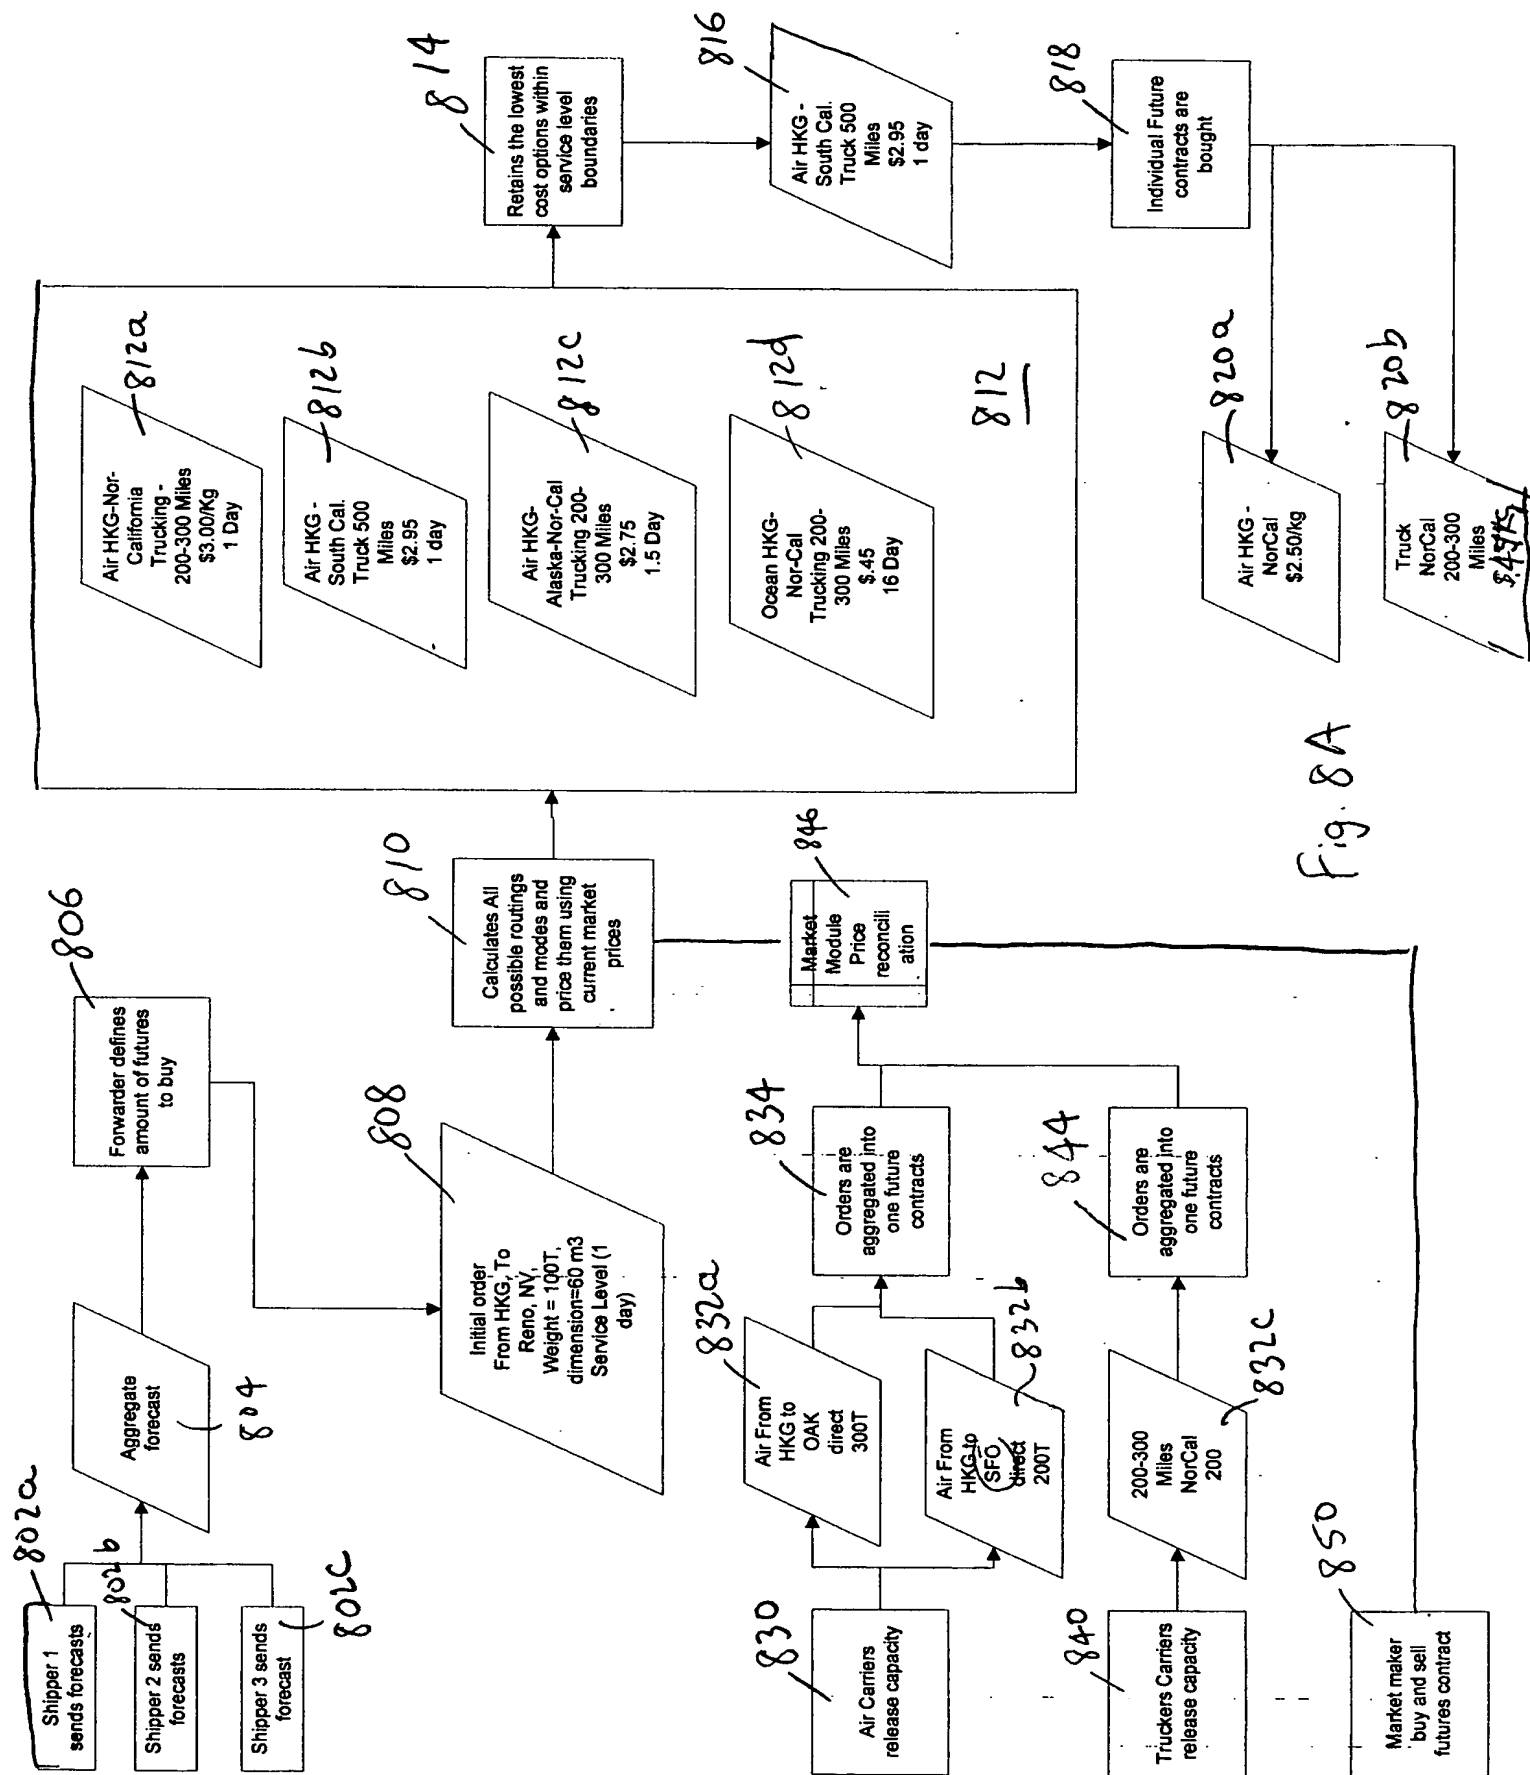 Shipper 1
sends forecasts
802a
Shipper 2 sends
forecasts
802b
Shipper 3 sends
forecast
802c
Aggregate
forecast
804
Forwarder defines
amount of futures
to buy
806
Initial order
From HKG, To
Reno, NV,
Weight = 100T,
dimension=60 m3
Service Level (1
day)
808
Calculates All
possible routings
and modes and
price them using
current market
prices
810
Air HKG-Nor-
California
Trucking -
200-300 Miles
$3.00/Kg
1 Day
812a
Air HKG -
South Cal.
Truck 500
Miles
$2.95
1 day
812b
Air HKG-
Alaska-Nor-Cal
Trucking 200-
300 Miles
$2.75
1.5 Day
812c
Ocean HKG-
Nor-Cal
Trucking 200-
300 Miles
$.45
16 Day
812d
812
Retains the lowest
cost options within
service level
boundaries
814
Air HKG -
South Cal.
Truck 500
Miles
$2.95
1 day
816
Individual Future
contracts are
bought
818
Air HKG -
NorCal
$2.50/kg
820a
Truck
NorCal
200-300
Miles
820b
Air Carriers
release capacity
830
Air From
HKG to
OAK
direct
300T
832a
Air From
HKG to
SFO
direct
200T
832b
Orders are
aggregated into
one future
contracts
834
Truckers Carriers
release capacity
840
200-300
Miles
NorCal
200
832c
Orders are
aggregated into
one future
contracts
844
Market
Module
Price
reconcili
ation
846
Market maker
buy and sell
futures contract
850
Fig. 8A